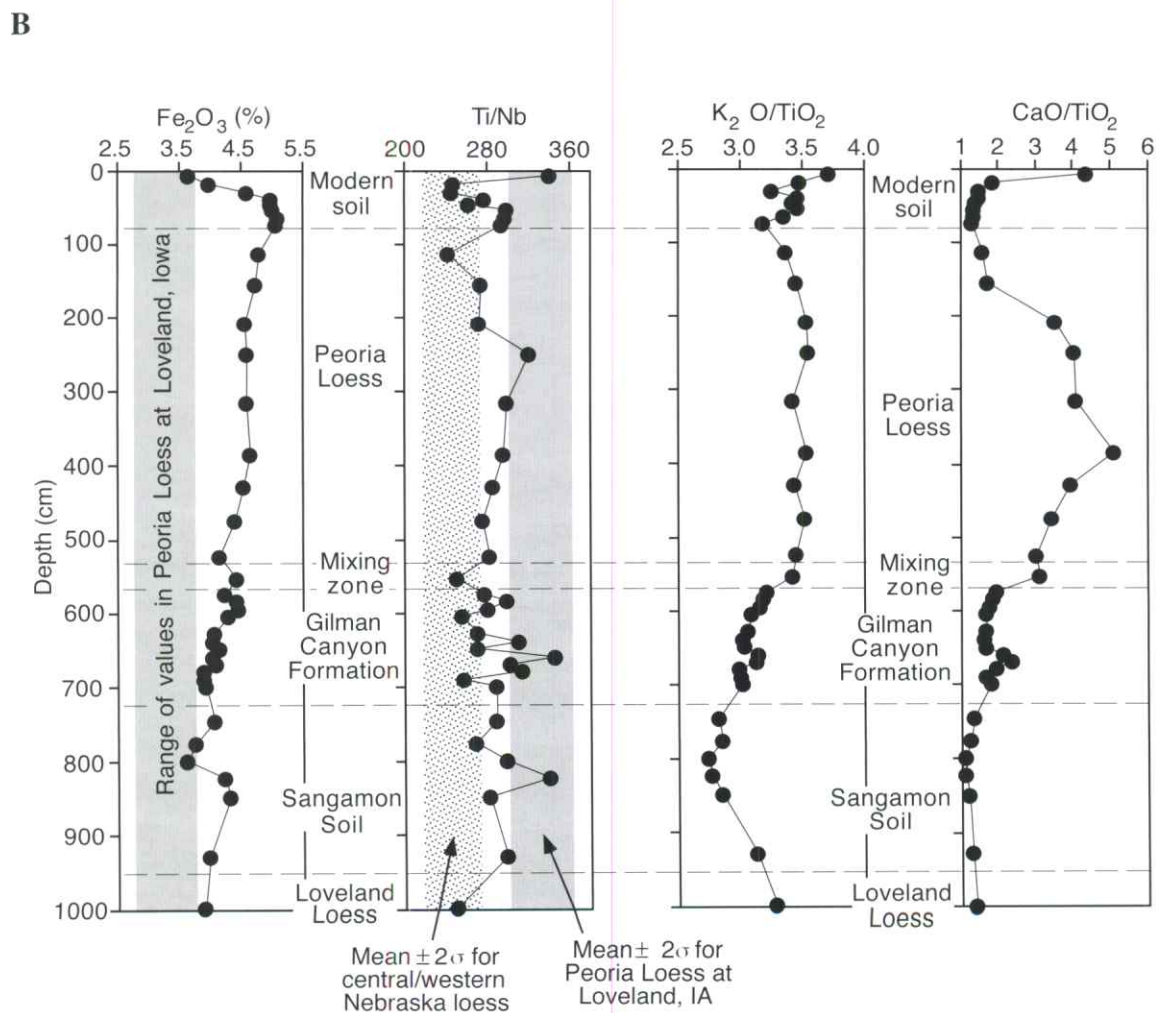 B
Fe₂O₃ (%)
2.5 3.5 4.5 5.5
Ti/Nb
200 280 360
K₂ O/TiO₂
2.5 3.0 3.5 4.0
CaO/TiO₂
1 2 3 4 5 6
Depth (cm)
0
100
200
300
400
500
600
700
800
900
1000
Range of values in Peoria Loess at Loveland, Iowa
Modern
soil
Peoria
Loess
Mixing
zone
Gilman
Canyon
Formation
Sangamon
Soil
Loveland
Loess
Modern
soil
Peoria
Loess
Mixing
zone
Gilman
Canyon
Formation
Sangamon
Soil
Loveland
Loess
Mean ± 2σ for
central/western
Nebraska loess
Mean ± 2σ for
Peoria Loess at
Loveland, IA